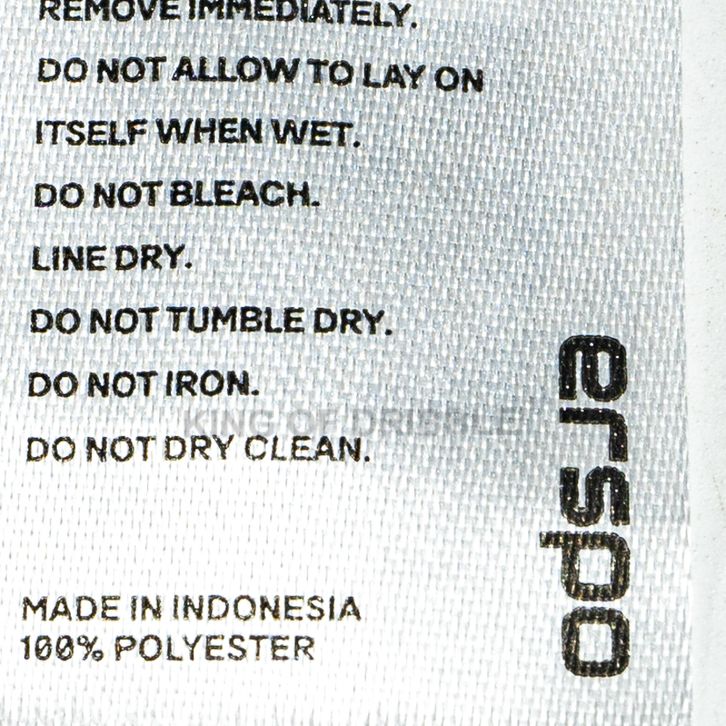 REMOVE IMMEDIATELY.
DO NOT ALLOW TO LAY ON
ITSELF WHEN WET.
DO NOT BLEACH.
LINE DRY.
DO NOT TUMBLE DRY.
DO NOT IRON.
KING OF DRIBBLE
DO NOT DRY CLEAN.
MADE IN INDONESIA
100% POLYESTER
erspo